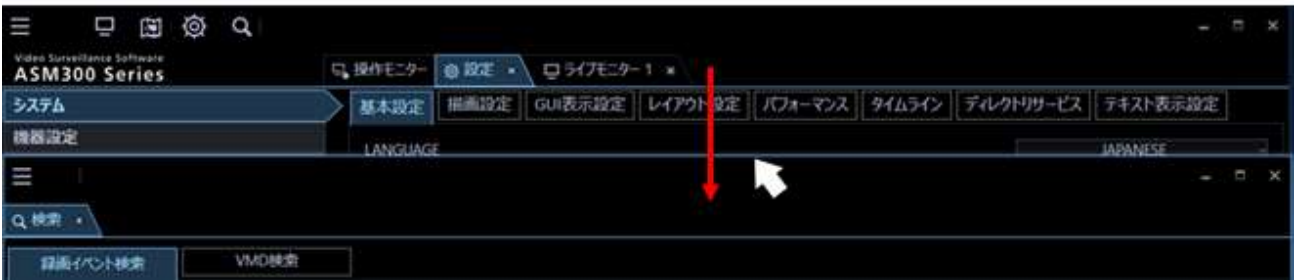 Video Surveillance Software
ASM300 Series
操作モニター 設定 ライブモニター 1
システム 基本設定 描画設定 GUI表示設定 レイアウト設定 パフォーマンス タイムライン ディレクトリサービス テキスト表示設定
機器設定
LANGUAGE JAPANESE
検索
録画イベント検索 VMD検索